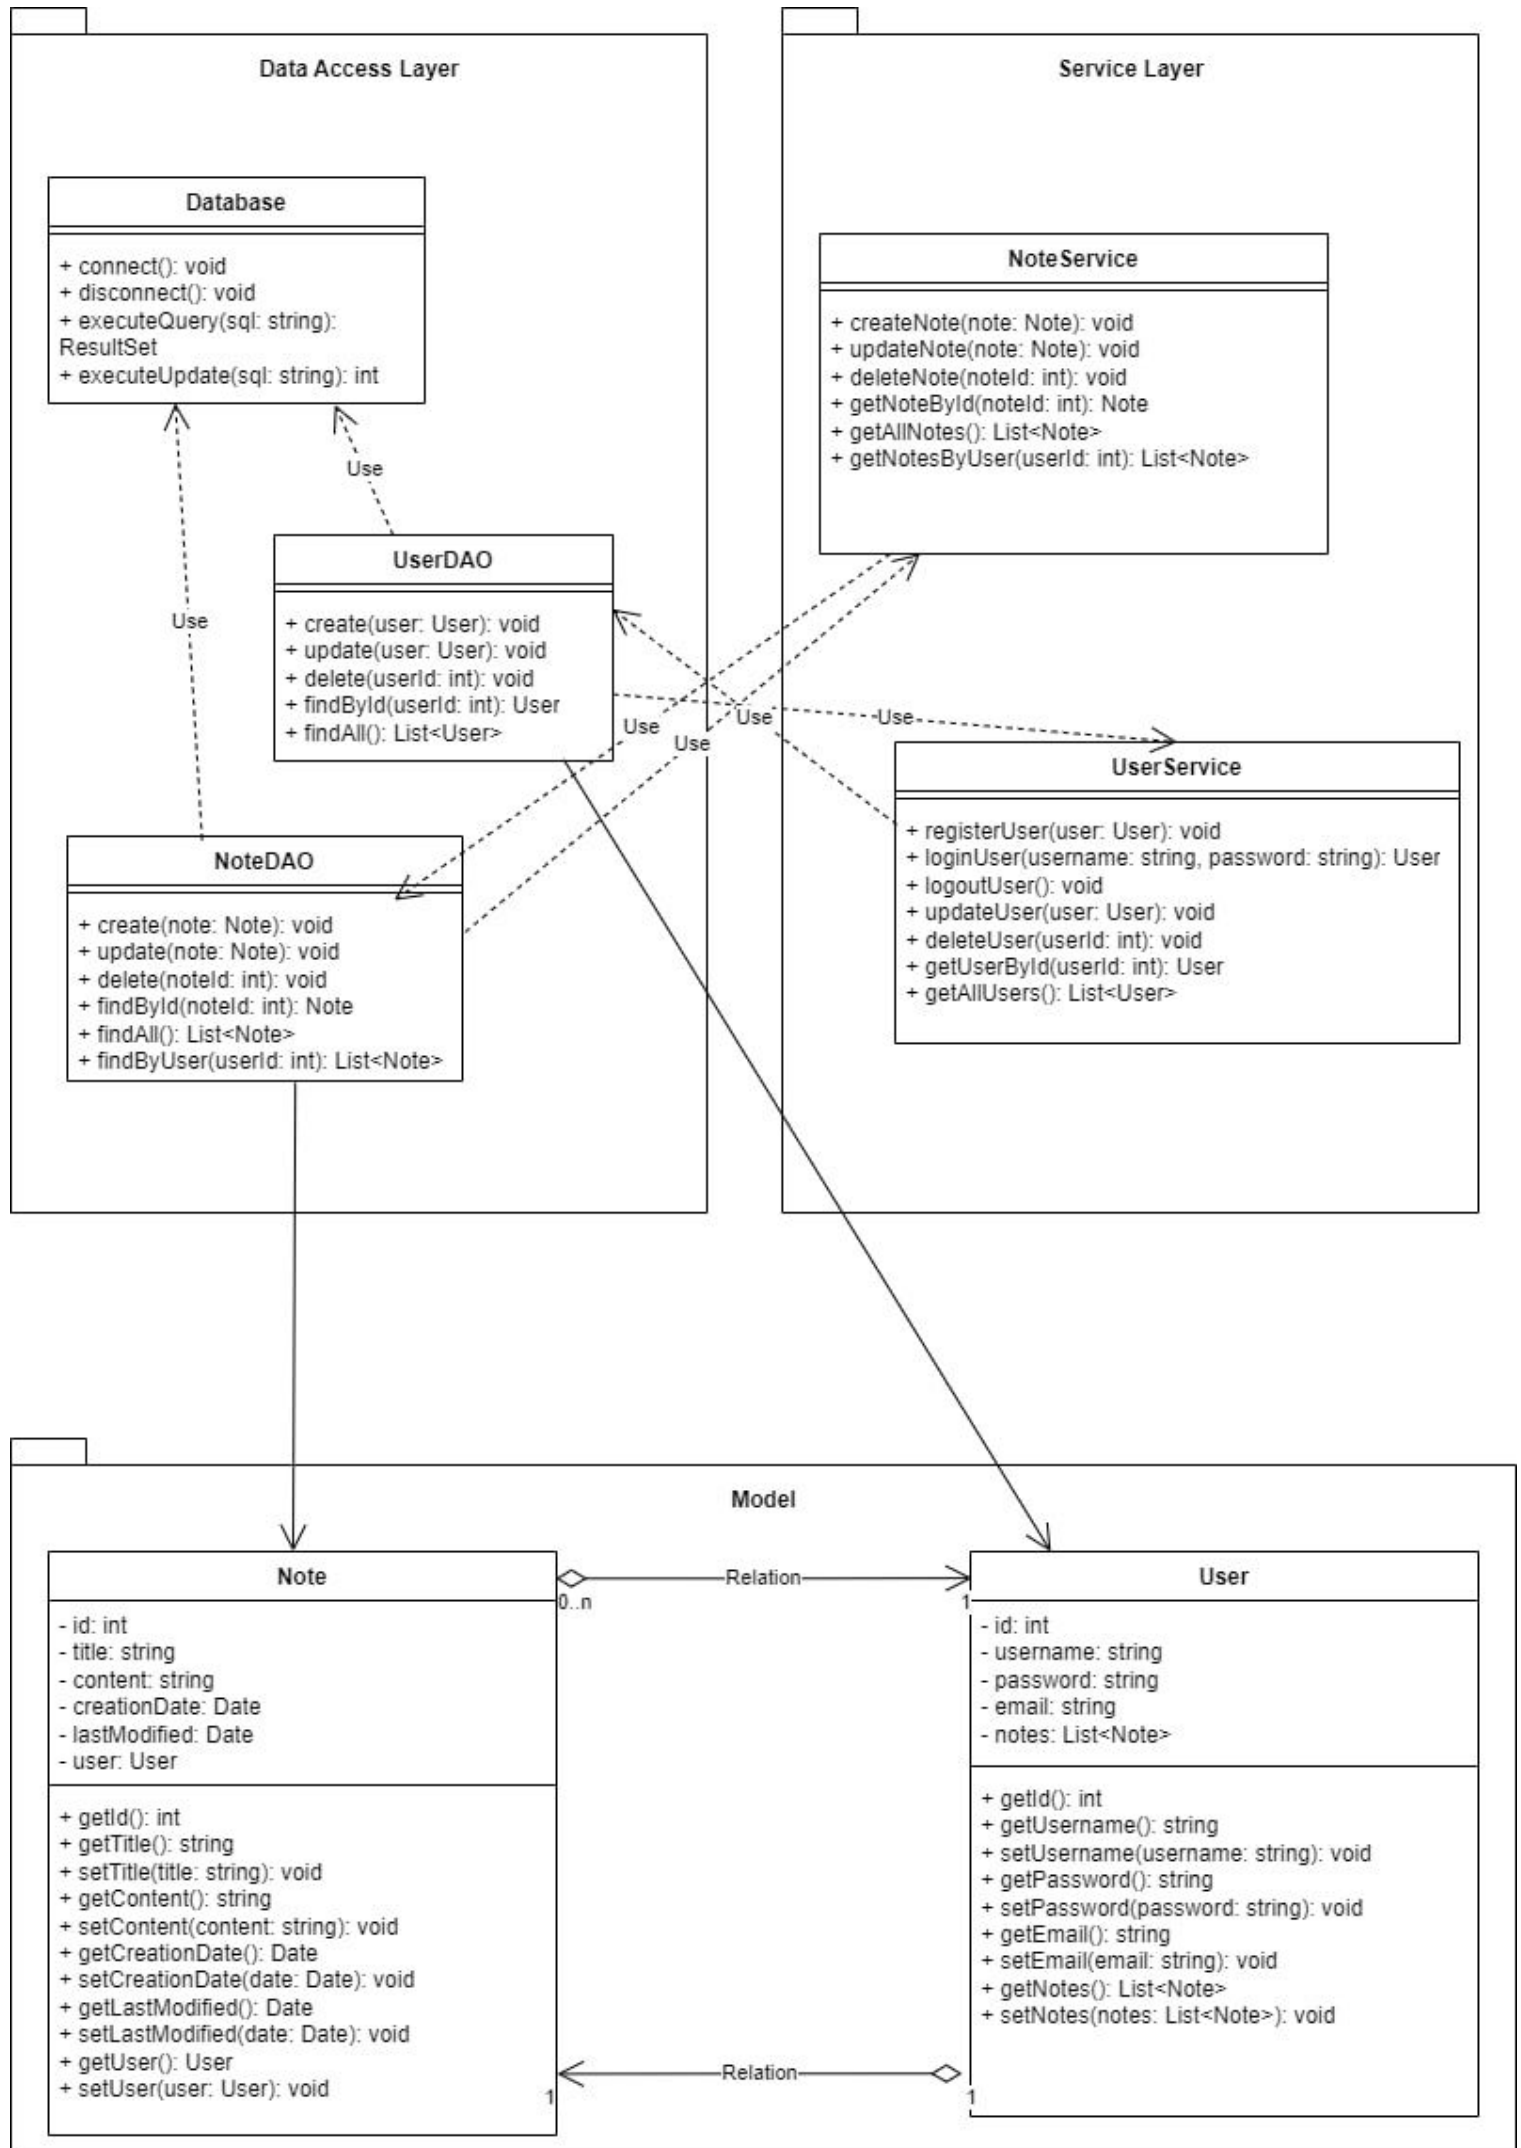 Data Access Layer
Database
+ connect(): void
+ disconnect(): void
+ executeQuery(sql: string):
ResultSet
+ executeUpdate(sql: string): int
Use
Use
UserDAO
+ create(user: User): void
+ update(user: User): void
+ delete(userId: int): void
+ findById(userId: int): User
+ findAll(): List<User>
NoteDAO
+ create(note: Note): void
+ update(note: Note): void
+ delete(noteId: int): void
+ findById(noteId: int): Note
+ findAll(): List<Note>
+ findByUser(userId: int): List<Note>
Use
Use
Use
Use
Service Layer
NoteService
+ createNote(note: Note): void
+ updateNote(note: Note): void
+ deleteNote(noteId: int): void
+ getNoteById(noteId: int): Note
+ getAllNotes(): List<Note>
+ getNotesByUser(userId: int): List<Note>
UserService
+ registerUser(user: User): void
+ loginUser(username: string, password: string): User
+ logoutUser(): void
+ updateUser(user: User): void
+ deleteUser(userId: int): void
+ getUserById(userId: int): User
+ getAllUsers(): List<User>
Model
Note
- id: int
- title: string
- content: string
- creationDate: Date
- lastModified: Date
- user: User
+ getId(): int
+ getTitle(): string
+ setTitle(title: string): void
+ getContent(): string
+ setContent(content: string): void
+ getCreationDate(): Date
+ setCreationDate(date: Date): void
+ getLastModified(): Date
+ setLastModified(date: Date): void
+ getUser(): User
+ setUser(user: User): void
Relation
0..n
1
User
- id: int
- username: string
- password: string
- email: string
- notes: List<Note>
+ getId(): int
+ getUsername(): string
+ setUsername(username: string): void
+ getPassword(): string
+ setPassword(password: string): void
+ getEmail(): string
+ setEmail(email: string): void
+ getNotes(): List<Note>
+ setNotes(notes: List<Note>): void
Relation
1
1